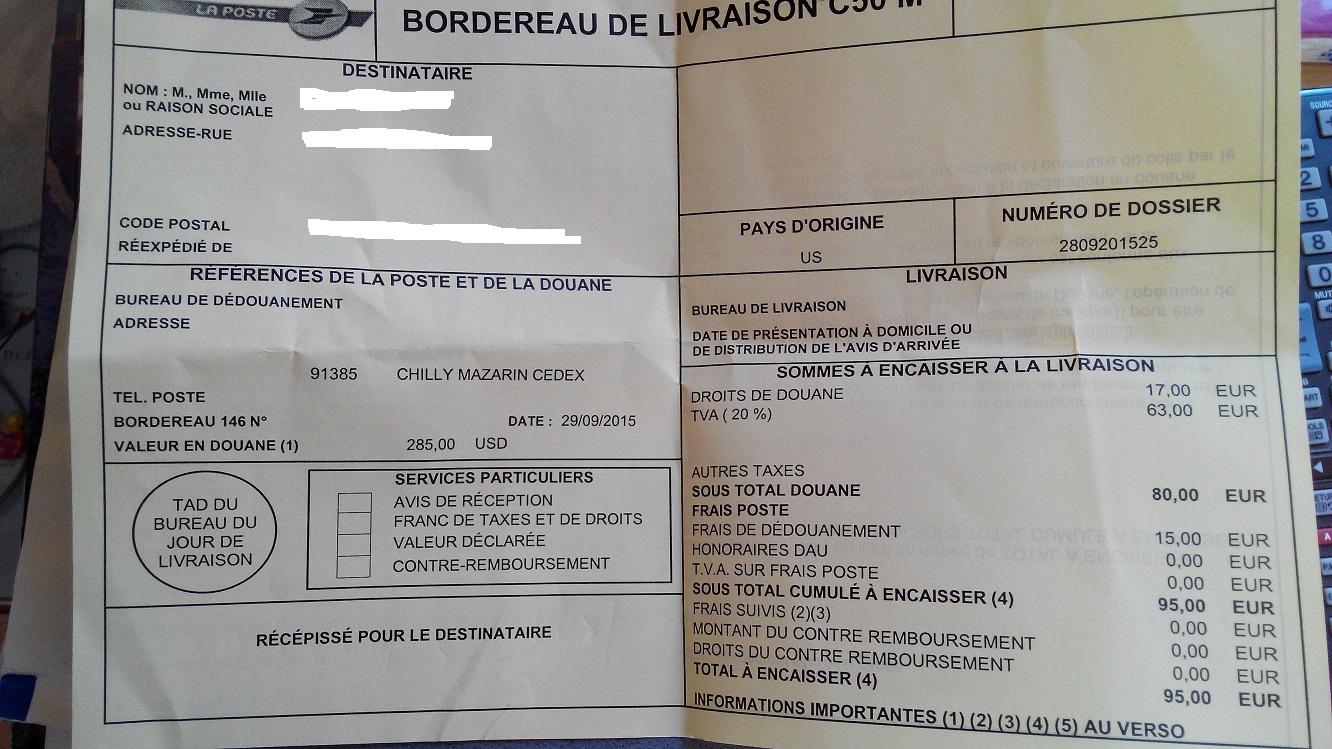 LA POSTE
BORDEREAU DE LIVRAISON C50 M
DESTINATAIRE
NOM : M., Mme, Mlle
ou RAISON SOCIALE
ADRESSE-RUE
CODE POSTAL
RÉEXPÉDIÉ DE
PAYS D'ORIGINE
US
NUMÉRO DE DOSSIER
2809201525
RÉFÉRENCES DE LA POSTE ET DE LA DOUANE
BUREAU DE DÉDOUANEMENT
ADRESSE
91385 CHILLY MAZARIN CEDEX
TEL. POSTE
BORDEREAU 146 N° DATE : 29/09/2015
VALEUR EN DOUANE (1) 285,00 USD
TAD DU
BUREAU DU
JOUR DE
LIVRAISON
SERVICES PARTICULIERS
AVIS DE RÉCEPTION
FRANC DE TAXES ET DE DROITS
VALEUR DÉCLARÉE
CONTRE-REMBOURSEMENT
RÉCÉPISSÉ POUR LE DESTINATAIRE
LIVRAISON
BUREAU DE LIVRAISON
DATE DE PRÉSENTATION À DOMICILE OU
DE DISTRIBUTION DE L'AVIS D'ARRIVÉE
SOMMES À ENCAISSER À LA LIVRAISON
DROITS DE DOUANE 17,00 EUR
TVA ( 20 %) 63,00 EUR
AUTRES TAXES
SOUS TOTAL DOUANE 80,00 EUR
FRAIS POSTE
FRAIS DE DÉDOUANEMENT 15,00 EUR
HONORAIRES DAU 0,00 EUR
T.V.A. SUR FRAIS POSTE 0,00 EUR
SOUS TOTAL CUMULÉ À ENCAISSER (4) 95,00 EUR
FRAIS SUIVIS (2)(3) 0,00 EUR
MONTANT DU CONTRE REMBOURSEMENT 0,00 EUR
DROITS DU CONTRE REMBOURSEMENT 0,00 EUR
TOTAL À ENCAISSER (4) 95,00 EUR
INFORMATIONS IMPORTANTES (1) (2) (3) (4) (5) AU VERSO